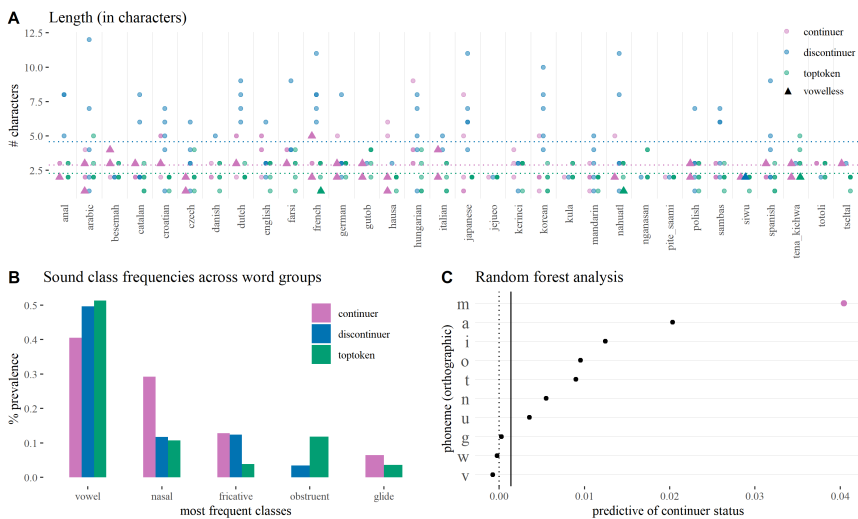 A Length (in characters)
12.5
10.0
7.5
5.0
2.5
# characters
continuer
discontinuer
toptoken
vowelless
anal
arabic
besemah
catalan
croatian
czech
danish
dutch
english
farsi
french
german
gutob
hausa
hungarian
italian
japanese
jejueo
kerinci
korean
kula
mandarin
nahuatl
nganasan
pite_saami
polish
sambas
siwu
spanish
tena_kichwa
totoli
tseltal
B Sound class frequencies across word groups
0.5
0.4
0.3
0.2
0.1
0.0
% prevalence
continuer
discontinuer
toptoken
vowel nasal fricative obstruent glide
most frequent classes
C Random forest analysis
phoneme (orthographic)
m
a
i
o
t
n
u
g
w
v
0.00 0.01 0.02 0.03 0.04
predictive of continuer status